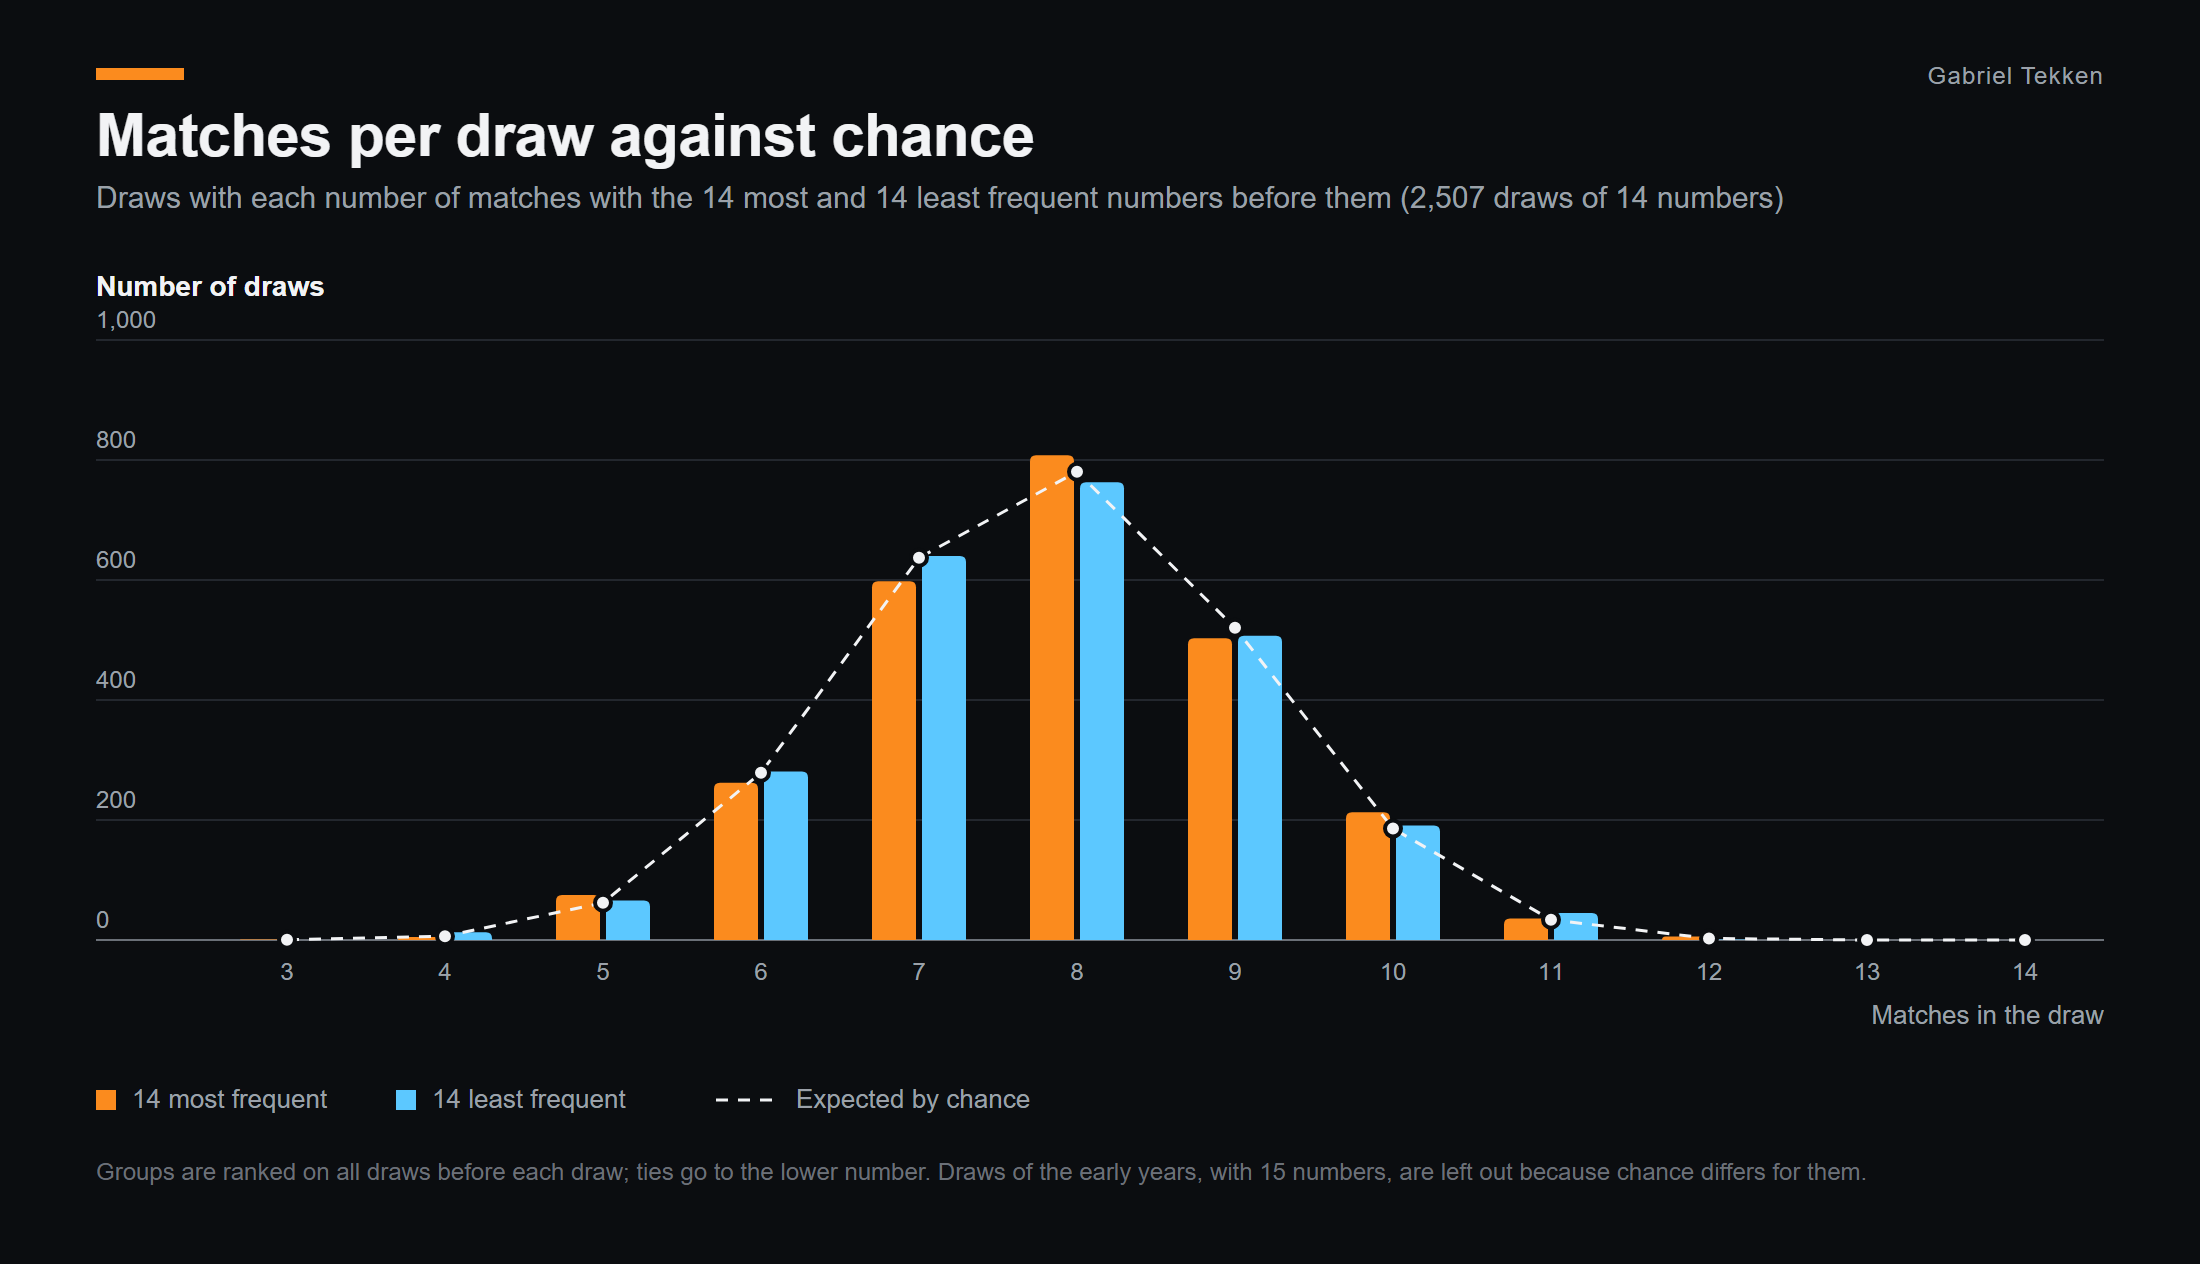 Gabriel Tekken
Matches per draw against chance
Draws with each number of matches with the 14 most and 14 least frequent numbers before them (2,507 draws of 14 numbers)
Number of draws
1,000
800
600
400
200
0
3 4 5 6 7 8 9 10 11 12 13 14
Matches in the draw
14 most frequent 14 least frequent Expected by chance
Groups are ranked on all draws before each draw; ties go to the lower number. Draws of the early years, with 15 numbers, are left out because chance differs for them.